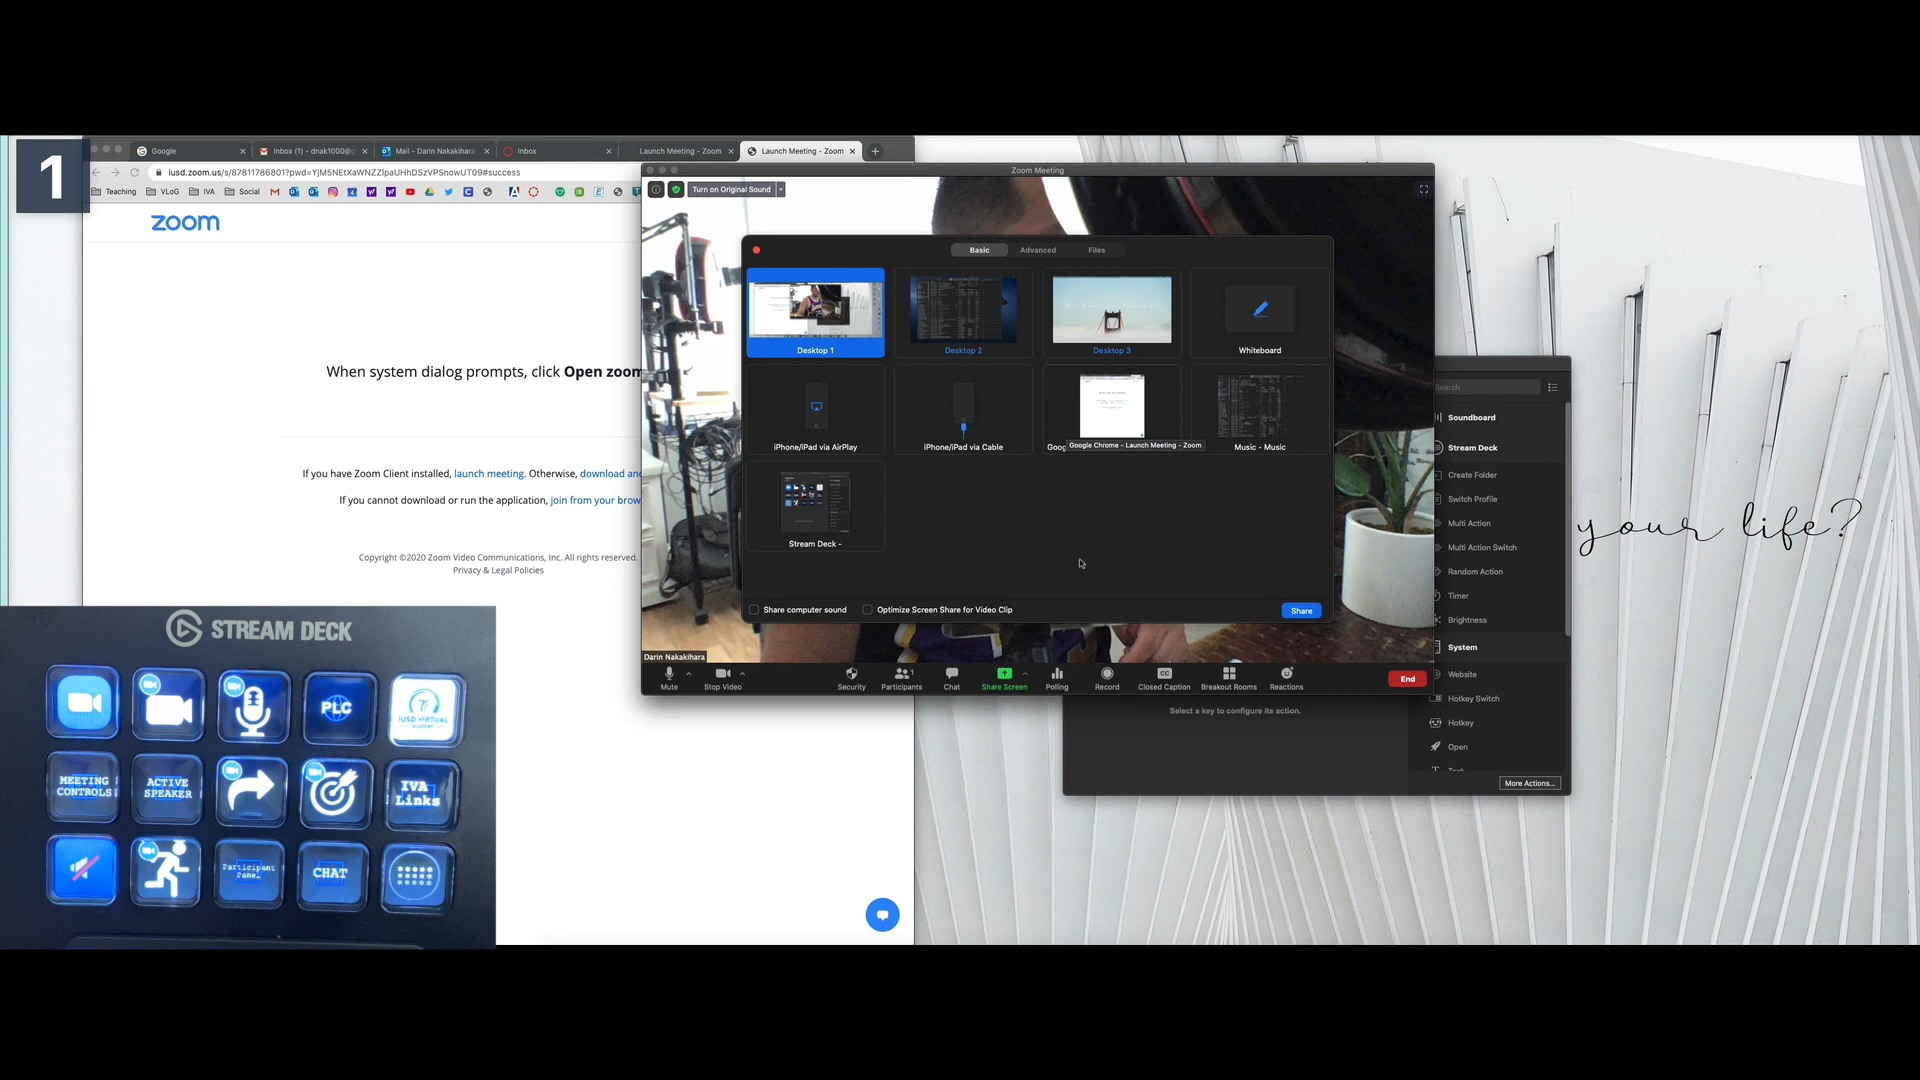 1
Google
Inbox (1) - dnak1000@g
Mail - Darin Nakakihara
Inbox
Launch Meeting - Zoom
Launch Meeting - Zoom
iusd.zoom.us/s/87811786801?pwd=YjM5NEtXaWNZZlpaUHhDSzVPSnowUT09#success
Teaching
VLoG
IVA
Social
zoom
When system dialog prompts, click Open zoom
If you have Zoom Client installed, launch meeting. Otherwise, download and
If you cannot download or run the application, join from your brow
Copyright ©2020 Zoom Video Communications, Inc. All rights reserved.
Privacy & Legal Policies
Zoom Meeting
Turn on Original Sound
Basic
Advanced
Files
Desktop 1
Desktop 2
Desktop 3
Whiteboard
iPhone/iPad via AirPlay
iPhone/iPad via Cable
Goog
Google Chrome - Launch Meeting - Zoom
Music - Music
Stream Deck -
Share computer sound
Optimize Screen Share for Video Clip
Share
Darin Nakakihara
Mute
Stop Video
Security
Participants
1
Chat
Share Screen
Polling
Record
CC
Closed Caption
Breakout Rooms
Reactions
End
Search
Soundboard
Stream Deck
Create Folder
Switch Profile
Multi Action
Multi Action Switch
Random Action
Timer
Brightness
System
Website
Hotkey Switch
Hotkey
Open
More Actions...
Select a key to configure its action.
your life?
STREAM DECK
PLC
IUSD VIRTUAL
ACADEMY
MEETING
CONTROLS
ACTIVE
SPEAKER
IVA
Links
Participant
CHAT